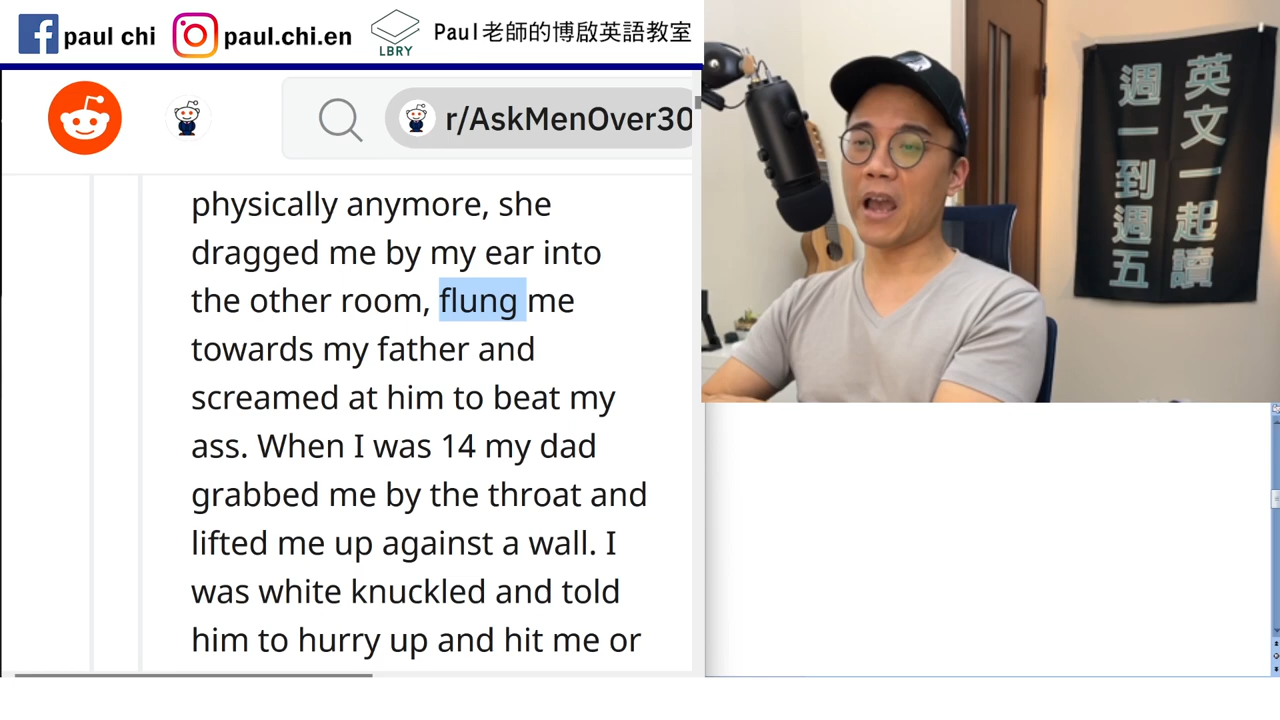 paul chi
paul.chi.en
LBRY
Paul老師的博啟英語教室
r/AskMenOver30
physically anymore, she
dragged me by my ear into
the other room, flung me
towards my father and
screamed at him to beat my
ass. When I was 14 my dad
grabbed me by the throat and
lifted me up against a wall. I
was white knuckled and told
him to hurry up and hit me or
英文一起讀
週一到週五